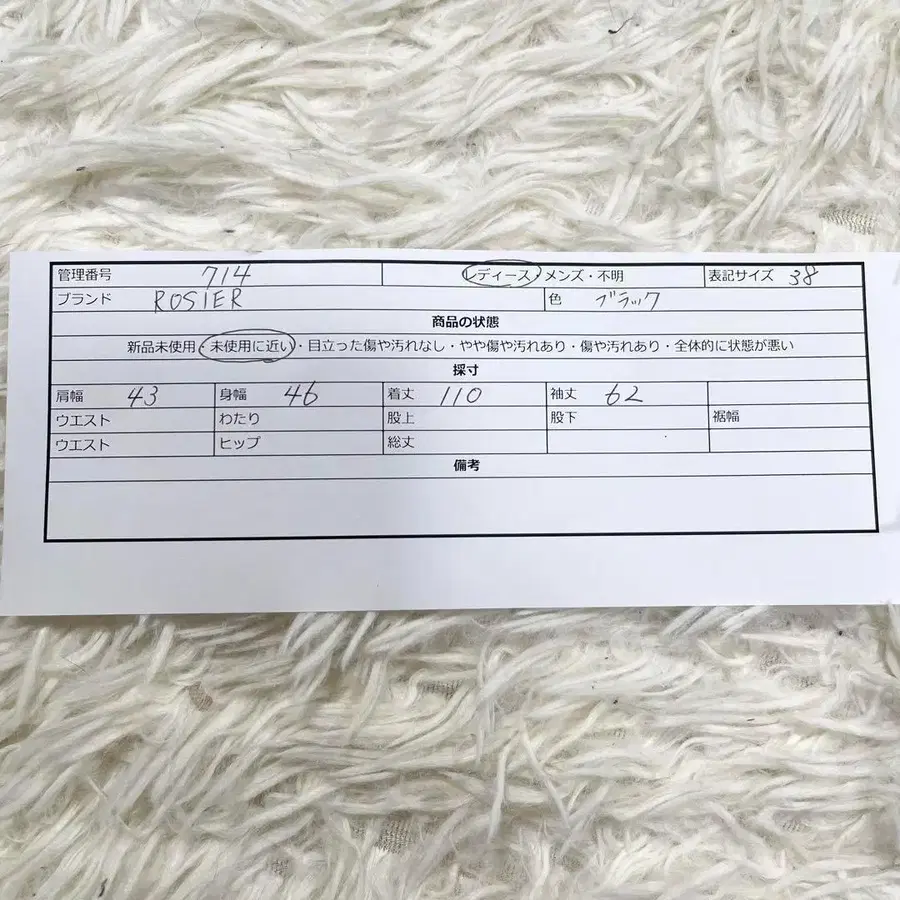 管理番号 714 レディース・メンズ・不明 表記サイズ 38
ブランド ROSIER 色 ブラック
商品の状態
新品未使用・未使用に近い・目立った傷や汚れなし・やや傷や汚れあり・傷や汚れあり・全体的に状態が悪い
採寸
肩幅 43 身幅 46 着丈 110 袖丈 62
ウエスト わたり 股上 股下 裾幅
ウエスト ヒップ 総丈
備考